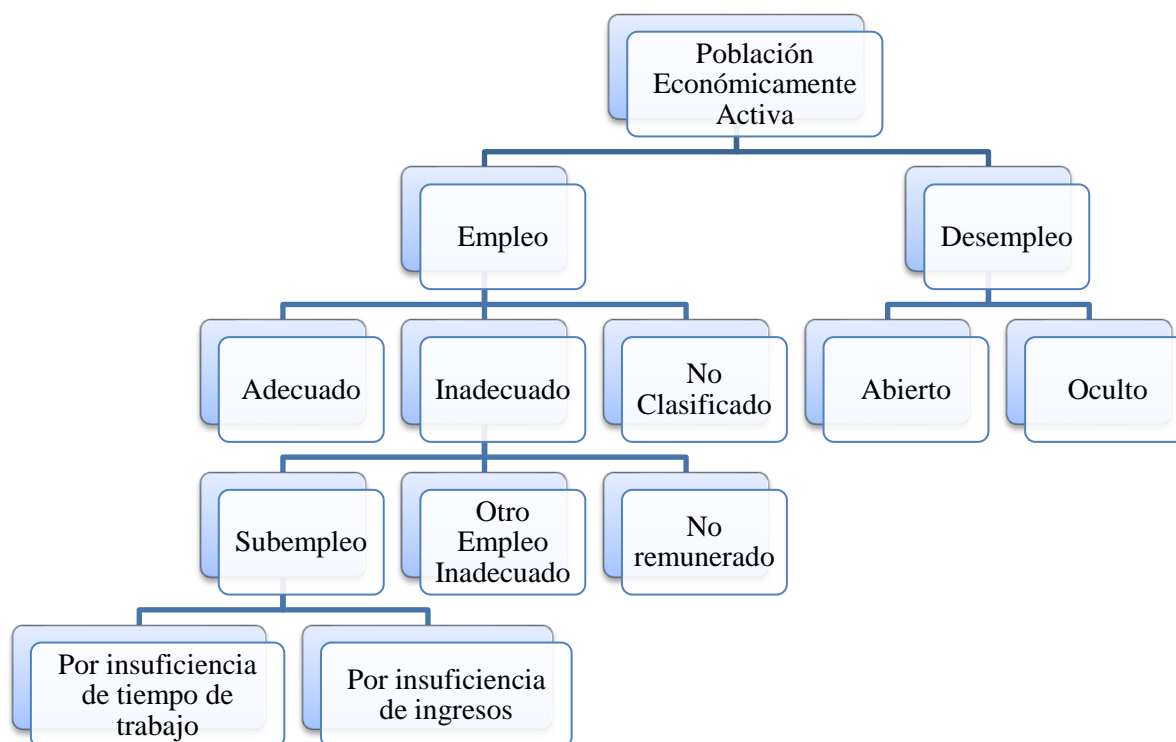 Población
Económicamente
Activa
Empleo
Desempleo
Adecuado
Inadecuado
No
Clasificado
Abierto
Oculto
Subempleo
Otro
Empleo
Inadecuado
No
remunerado
Por insuficiencia
de tiempo de
trabajo
Por insuficiencia
de ingresos